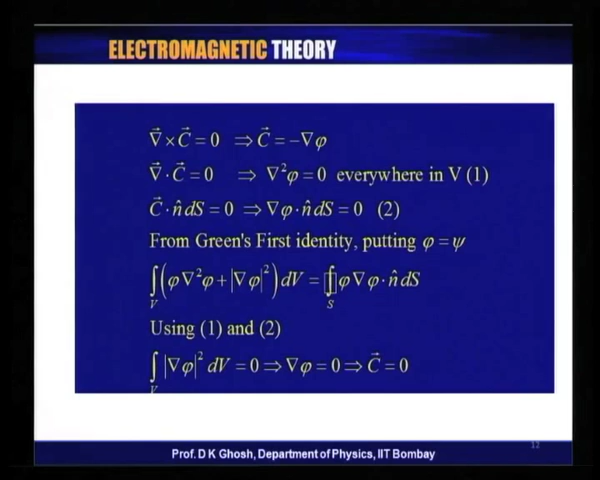 ELECTROMAGNETIC THEORY
∇⃗ × C⃗ = 0 ⇒ C⃗ = −∇φ
∇⃗ · C⃗ = 0 ⇒ ∇²φ = 0 everywhere in V (1)
C⃗ · n̂ dS = 0 ⇒ ∇φ · n̂ dS = 0 (2)
From Green's First identity, putting φ = ψ
∫_V (φ∇²φ + |∇φ|²) dV = ∮_S φ∇φ · n̂ dS
Using (1) and (2)
∫_V |∇φ|² dV = 0 ⇒ ∇φ = 0 ⇒ C⃗ = 0
12
Prof. D K Ghosh, Department of Physics, IIT Bombay